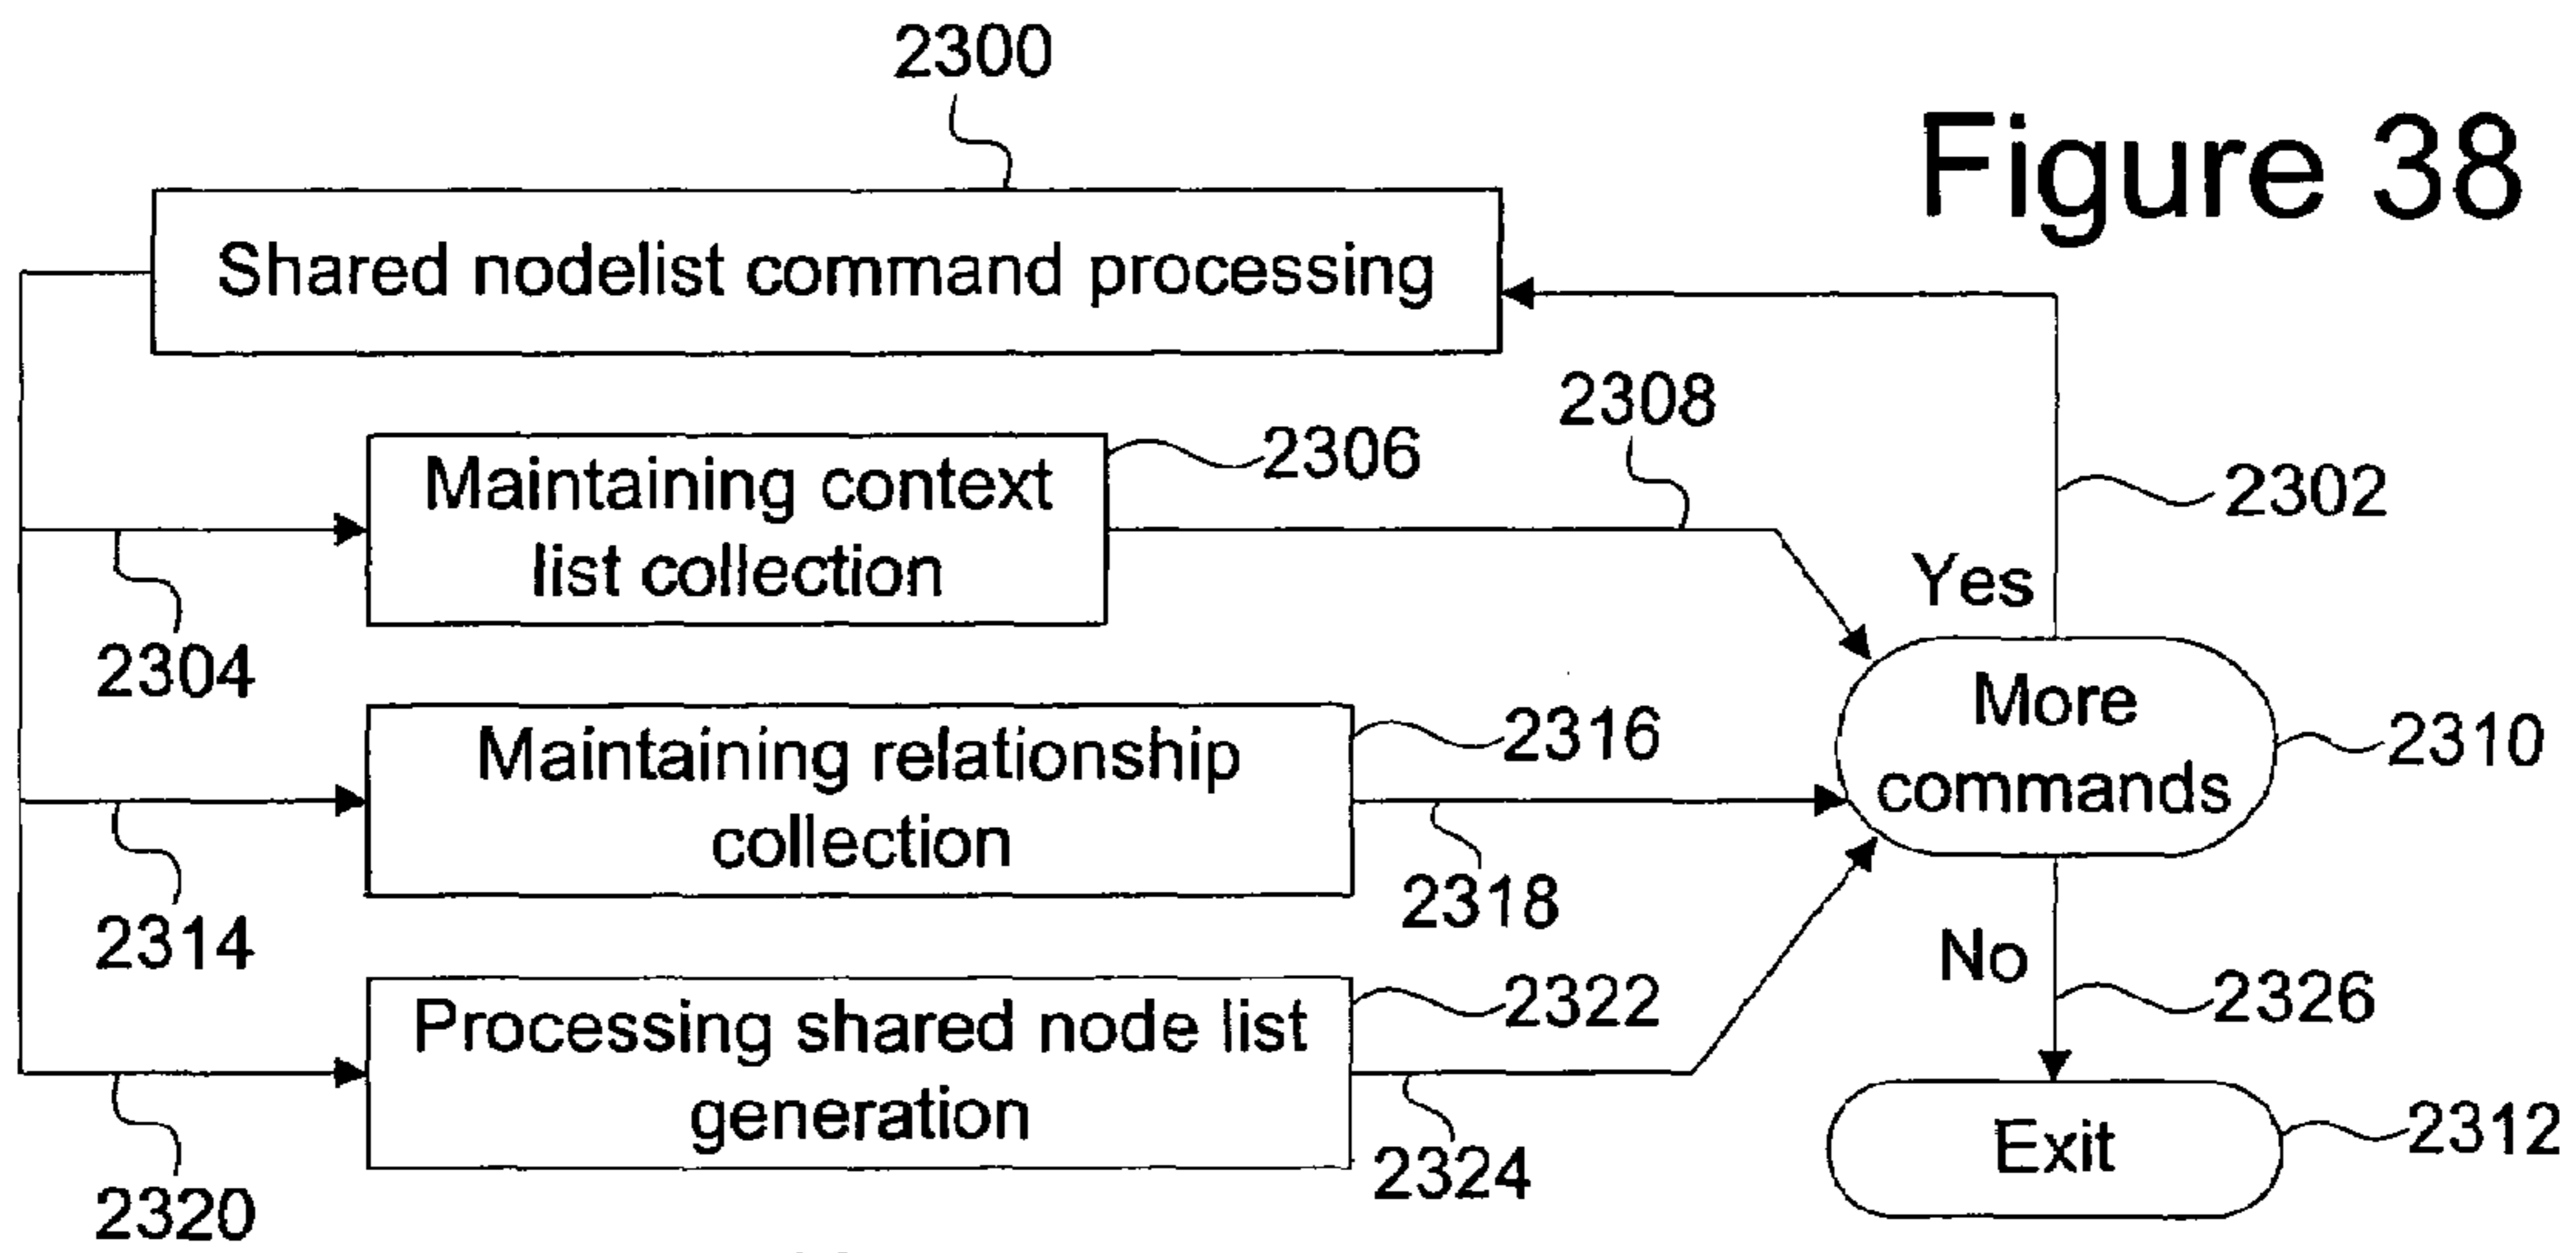 2300
Figure 38
Shared nodelist command processing
2308
2306
2302
Maintaining context
list collection
Yes
2304
More
commands
2310
2316
Maintaining relationship
collection
2318
2314
No
2326
2322
Processing shared node list
generation
2324
2320
Exit
2312